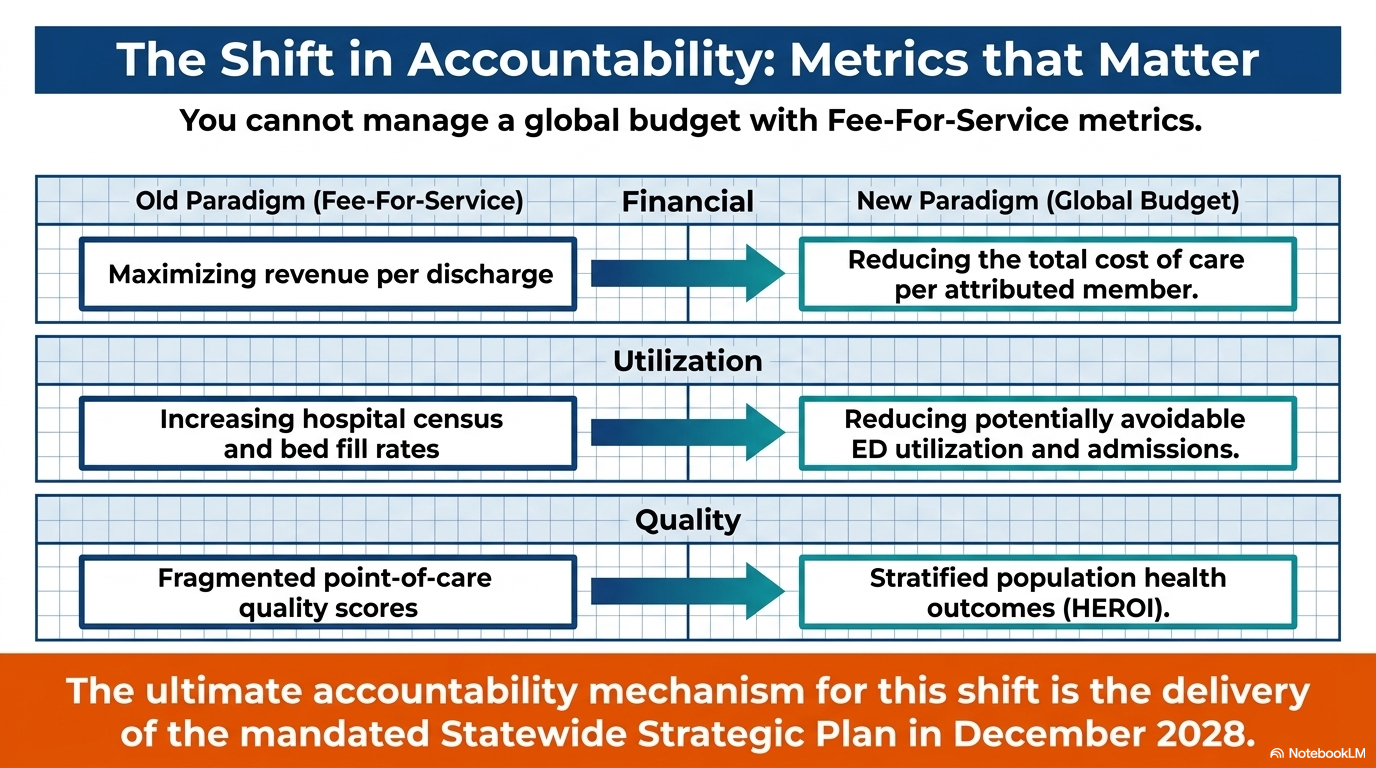 The Shift in Accountability: Metrics that Matter
You cannot manage a global budget with Fee-For-Service metrics.
Old Paradigm (Fee-For-Service)
Financial
New Paradigm (Global Budget)
Maximizing revenue per discharge
Reducing the total cost of care
per attributed member.
Utilization
Increasing hospital census
and bed fill rates
Reducing potentially avoidable
ED utilization and admissions.
Quality
Fragmented point-of-care
quality scores
Stratified population health
outcomes (HEROI).
The ultimate accountability mechanism for this shift is the delivery
of the mandated Statewide Strategic Plan in December 2028.
NotebookLM